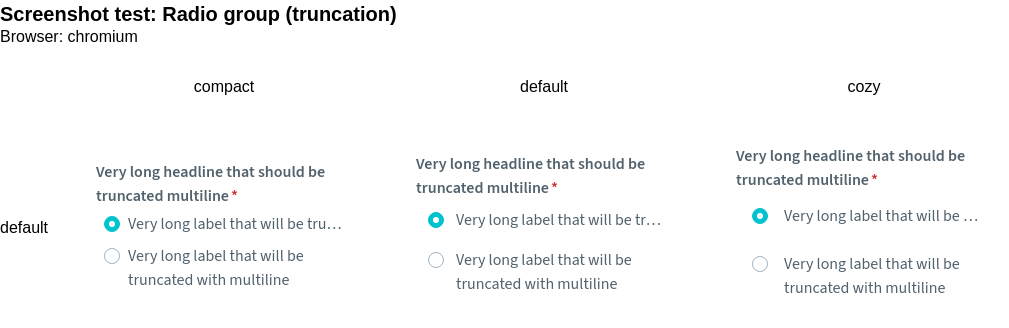 Screenshot test: Radio group (truncation)
Browser: chromium
compact
default
cozy
default
Very long headline that should be
truncated multiline *
Very long label that will be tru…
Very long label that will be
truncated with multiline
Very long headline that should be
truncated multiline *
Very long label that will be tr…
Very long label that will be
truncated with multiline
Very long headline that should be
truncated multiline *
Very long label that will be …
Very long label that will be
truncated with multiline